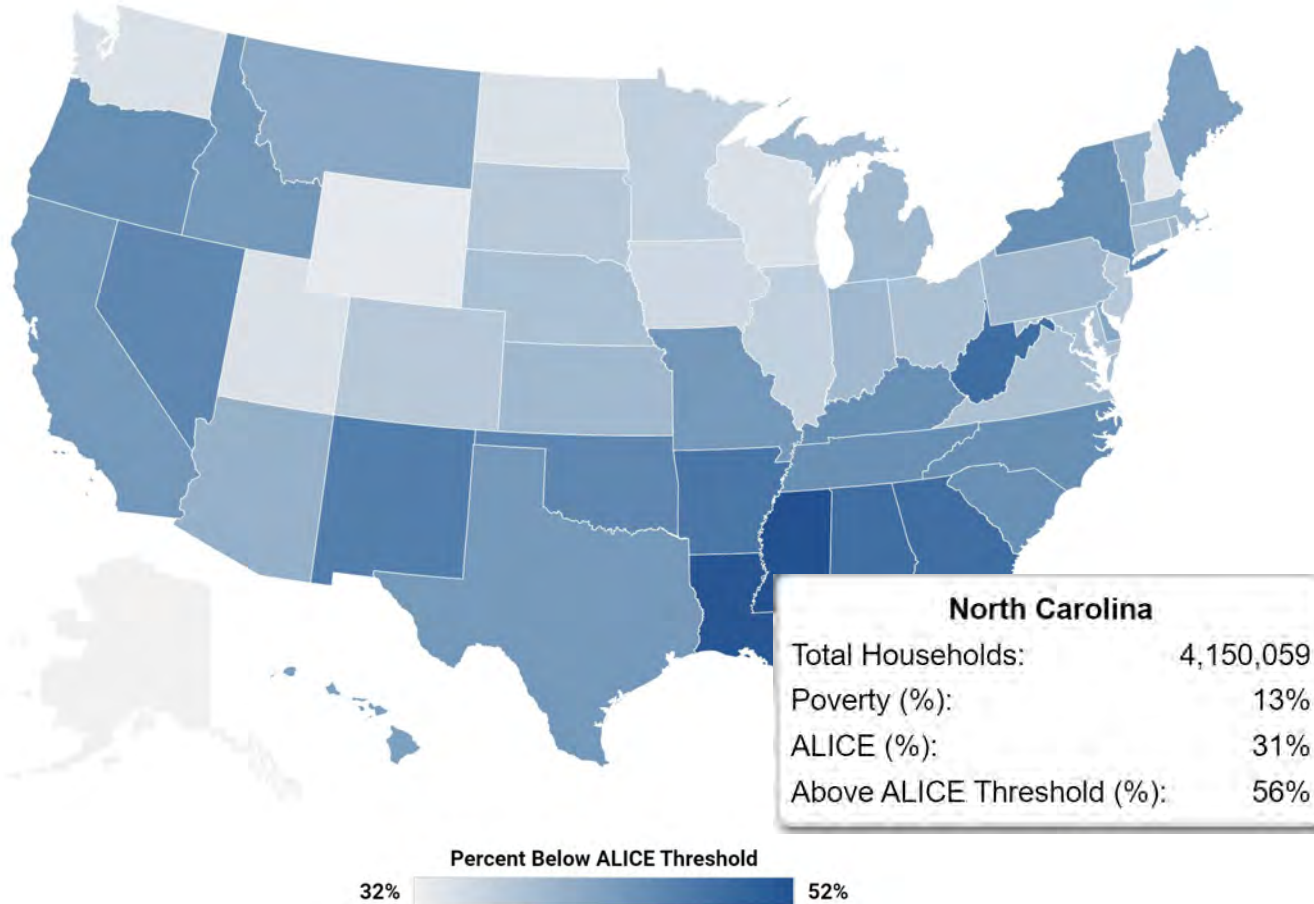 North Carolina
Total Households: 4,150,059
Poverty (%): 13%
ALICE (%): 31%
Above ALICE Threshold (%): 56%
Percent Below ALICE Threshold
32% 52%